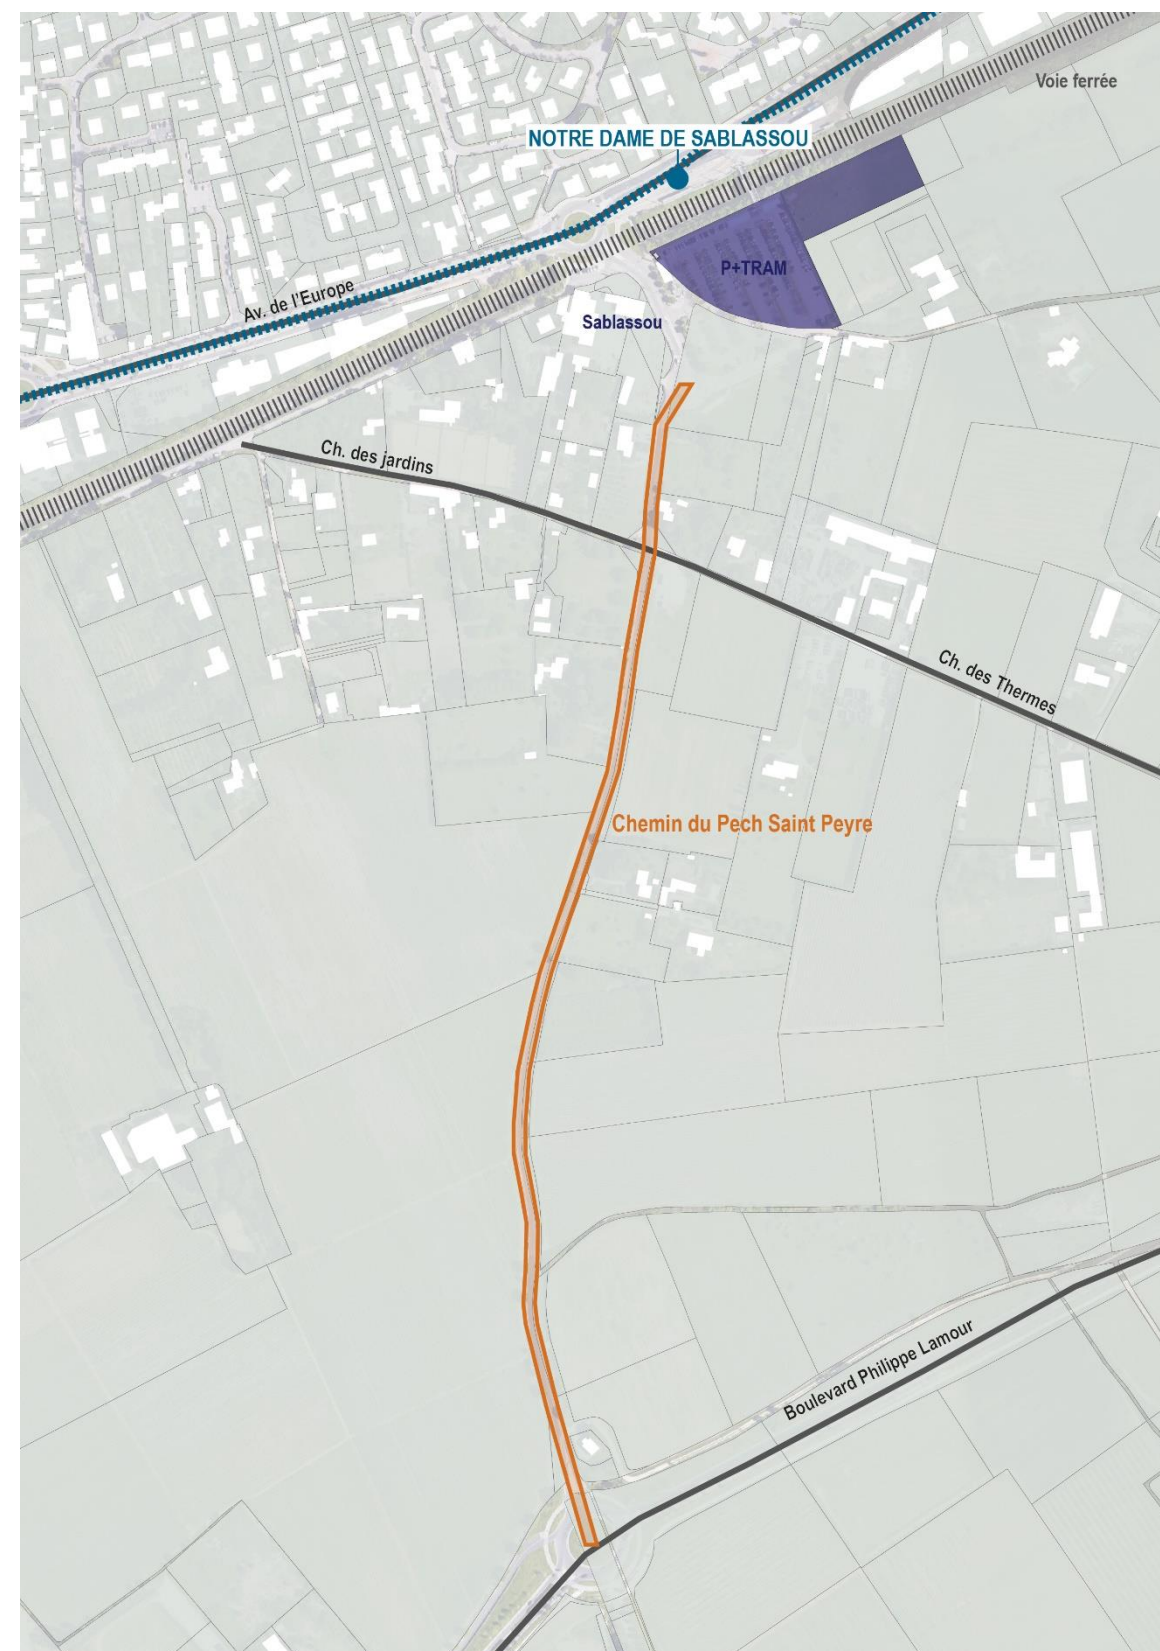 Voie ferrée
NOTRE DAME DE SABLASSOU
P+TRAM
Av. de l'Europe
Sablassou
Ch. des jardins
Ch. des Thermes
Chemin du Pech Saint Peyre
Boulevard Philippe Lamour